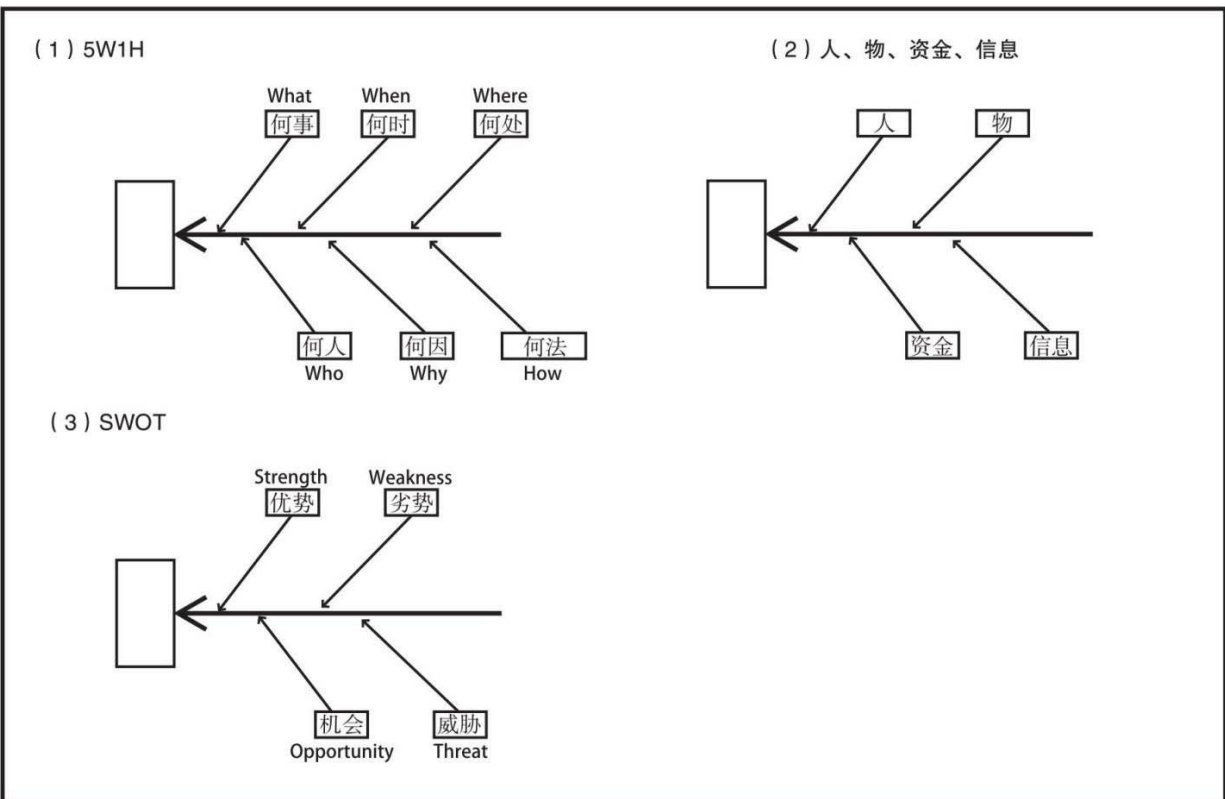 （1）5W1H
What When Where
何事 何时 何处
何人 何因 何法
Who Why How
（2）人、物、资金、信息
人 物
资金 信息
（3）SWOT
Strength Weakness
优势 劣势
机会 威胁
Opportunity Threat